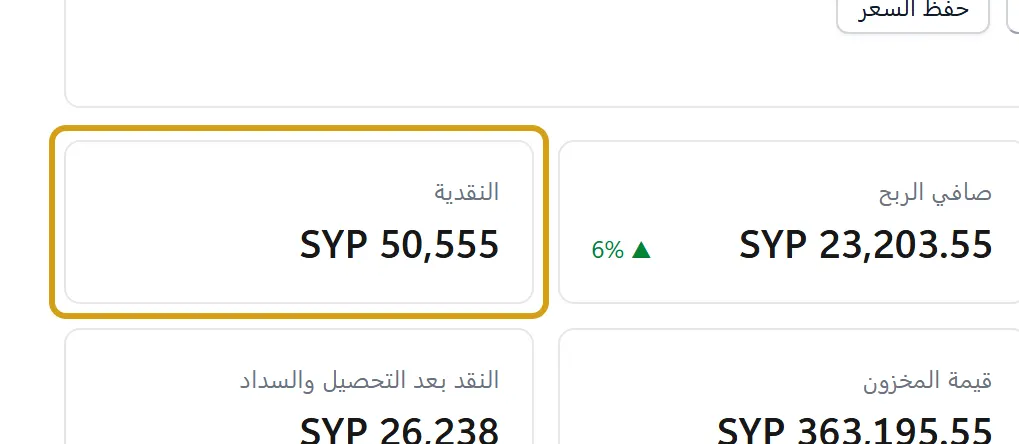 حفظ السعر
صافي الربح
SYP 23,203.55
▲ 6%
النقدية
SYP 50,555
قيمة المخزون
SYP 363,195.55
النقد بعد التحصيل والسداد
SYP 26,238